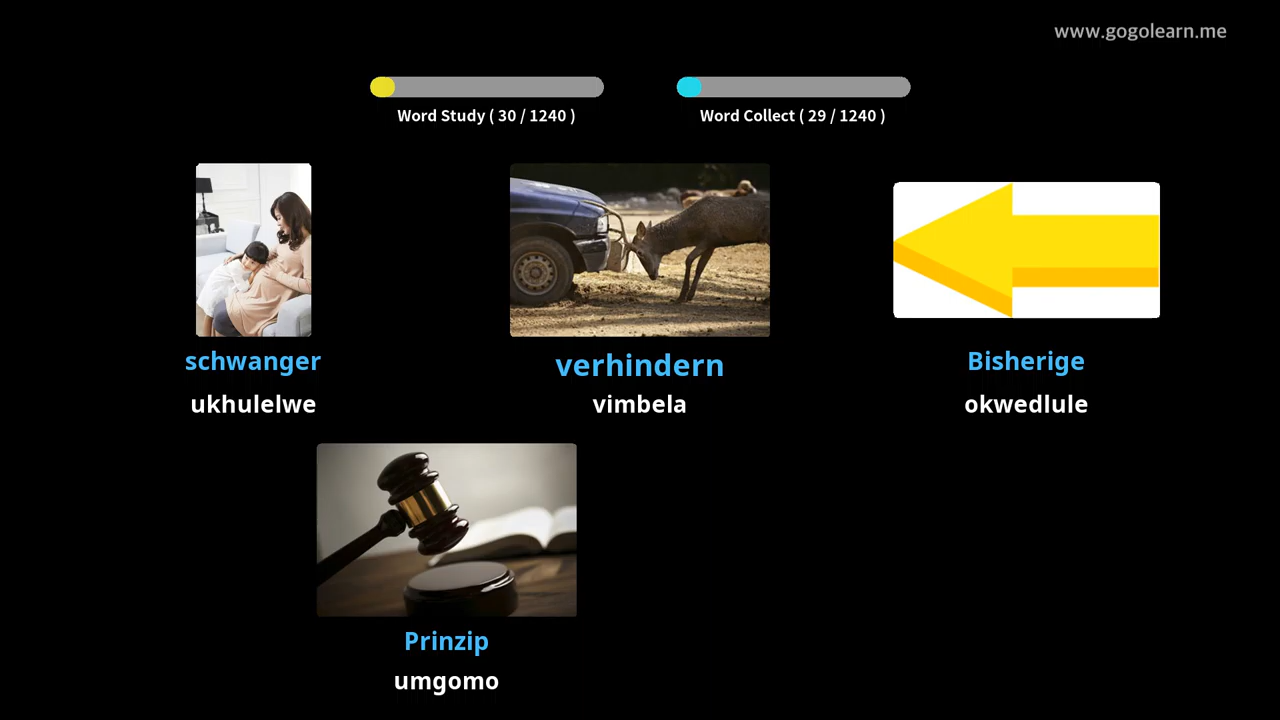 www.gogolearn.me
Word Study ( 30 / 1240 )
Word Collect ( 29 / 1240 )
schwanger
ukhulelwe
verhindern
vimbela
Bisherige
okwedlule
Prinzip
umgomo